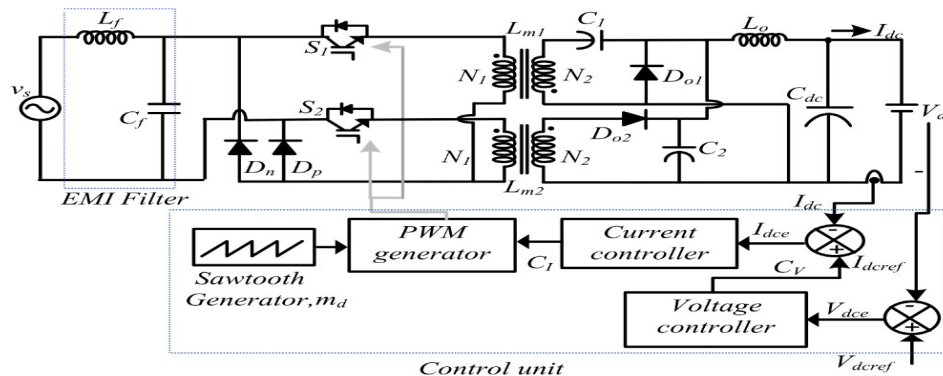 L_f
S_1
L_m1
C_1
L_o
I_dc
v_s
C_f
S_2
N_1
N_2
D_o1
C_dc
D_n
D_p
N_1
N_2
D_o2
C_2
L_m2
EMI Filter
-
I_dc
Sawtooth
Generator,m_d
PWM
generator
C_I
Current
controller
I_dce
-
+
I_dcref
C_V
Voltage
controller
V_dce
-
+
V_dcref
Control unit